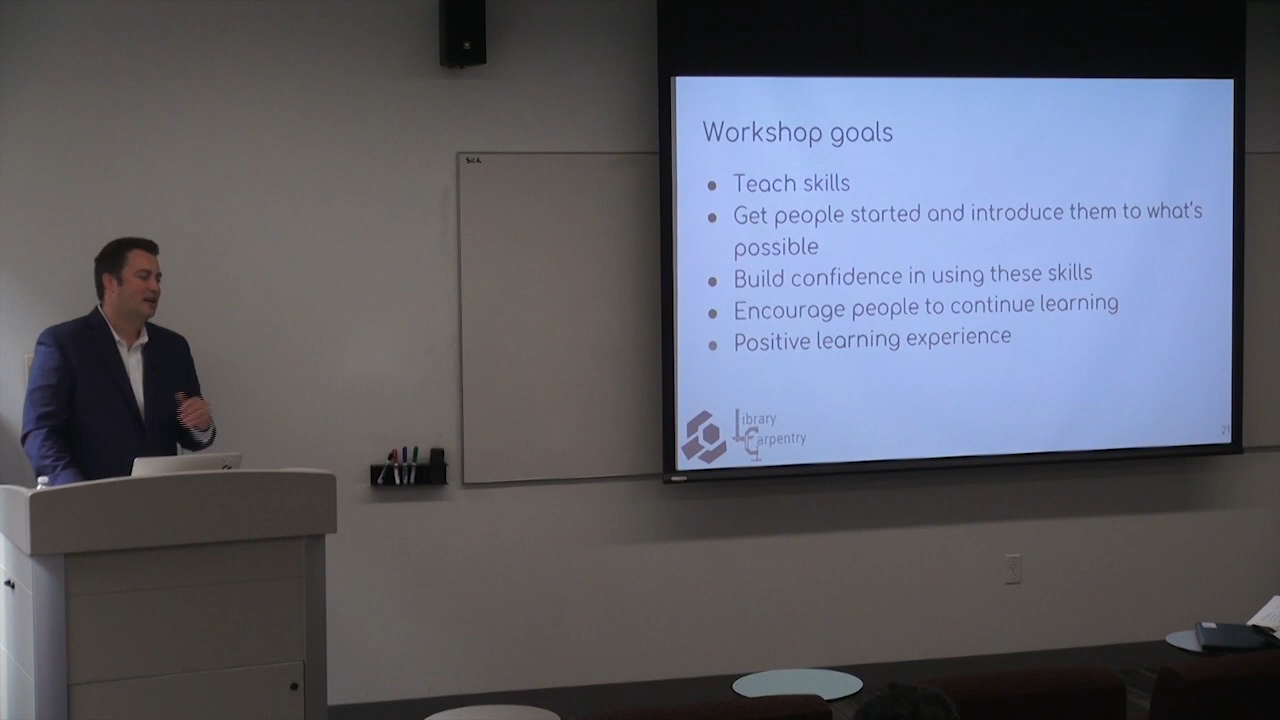 Workshop goals
● Teach skills
● Get people started and introduce them to what's
possible
● Build confidence in using these skills
● Encourage people to continue learning
● Positive learning experience
Library
Carpentry
21